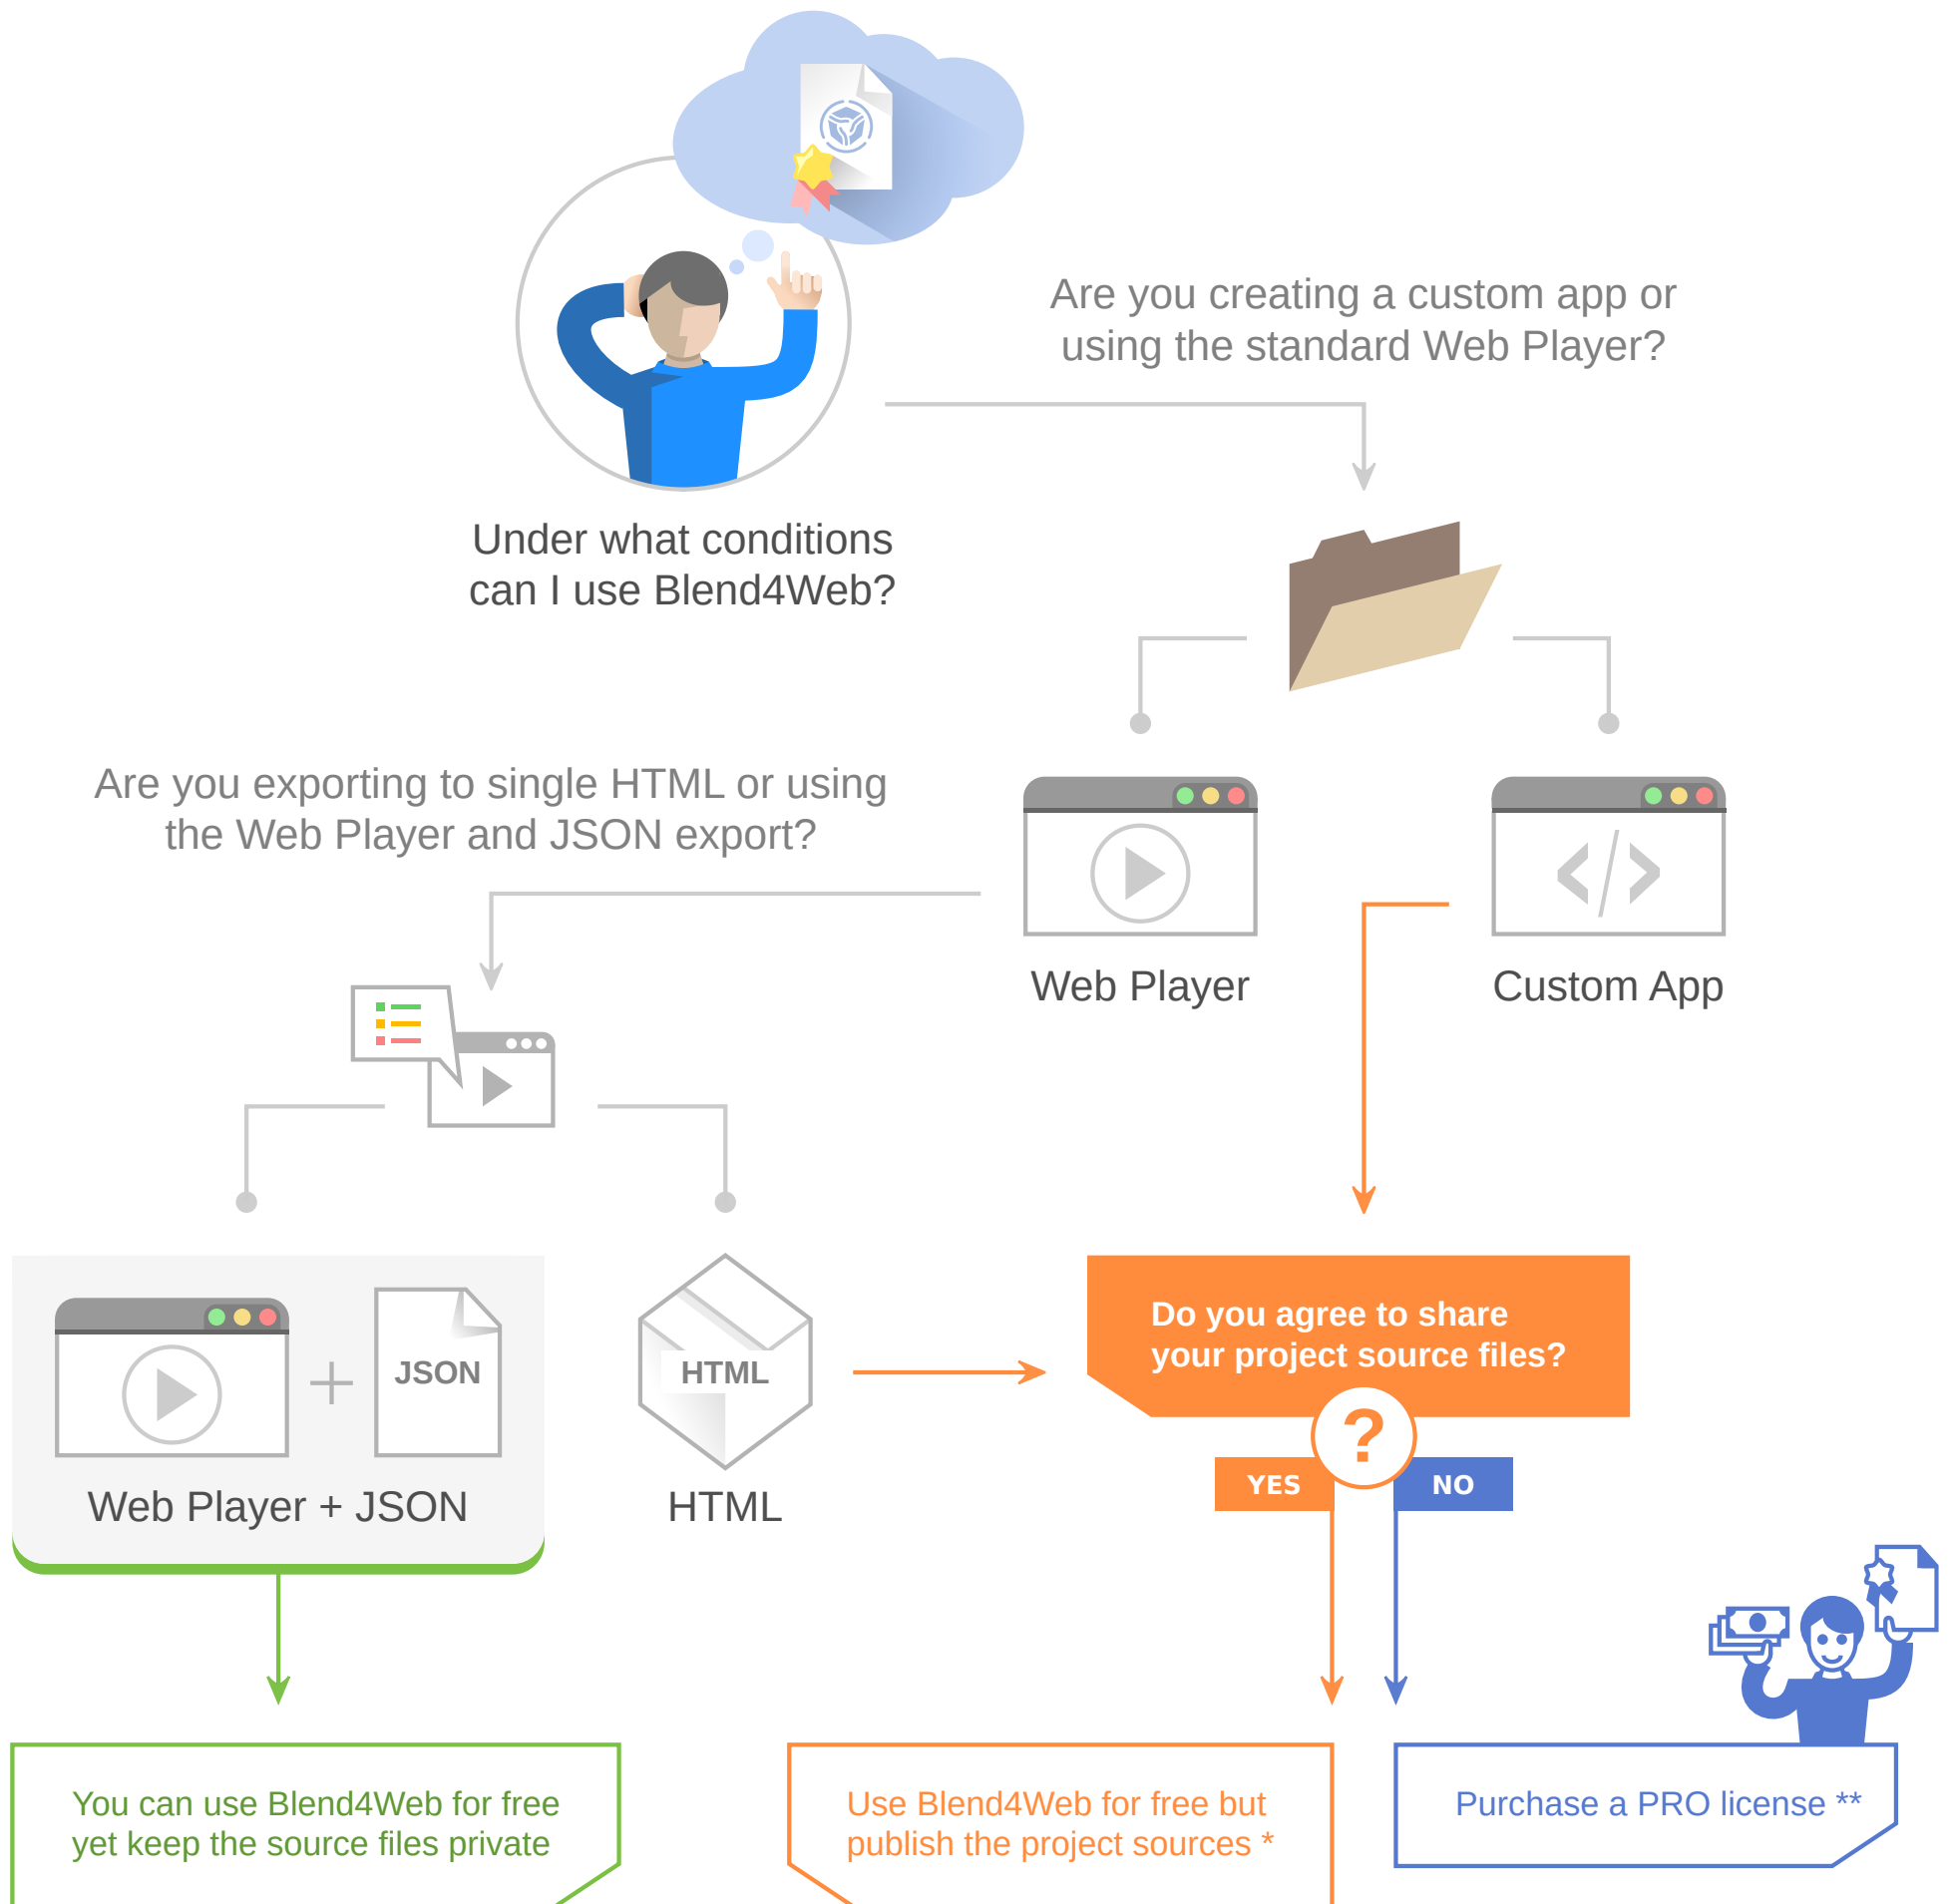 Are you creating a custom app or
using the standard Web Player?
Under what conditions
can I use Blend4Web?
Are you exporting to single HTML or using
the Web Player and JSON export?
Web Player
Custom App
JSON
Web Player + JSON
HTML
HTML
Do you agree to share
your project source files?
?
YES
NO
You can use Blend4Web for free
yet keep the source files private
Use Blend4Web for free but
publish the project sources *
Purchase a PRO license **